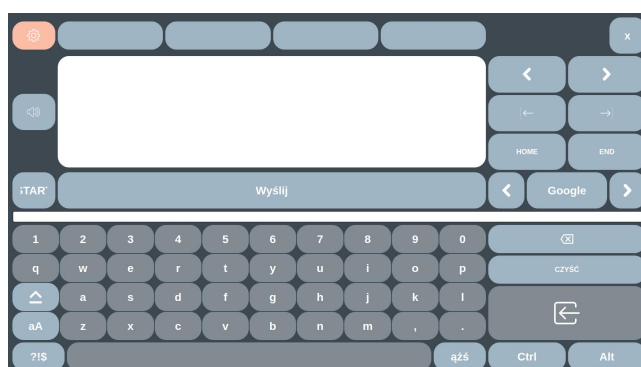 x
HOME END
START Wyślij Google
1 2 3 4 5 6 7 8 9 0
q w e r t y u i o p CZYŚĆ
a s d f g h j k l
aA z x c v b n m , .
?!$ ąźś Ctrl Alt